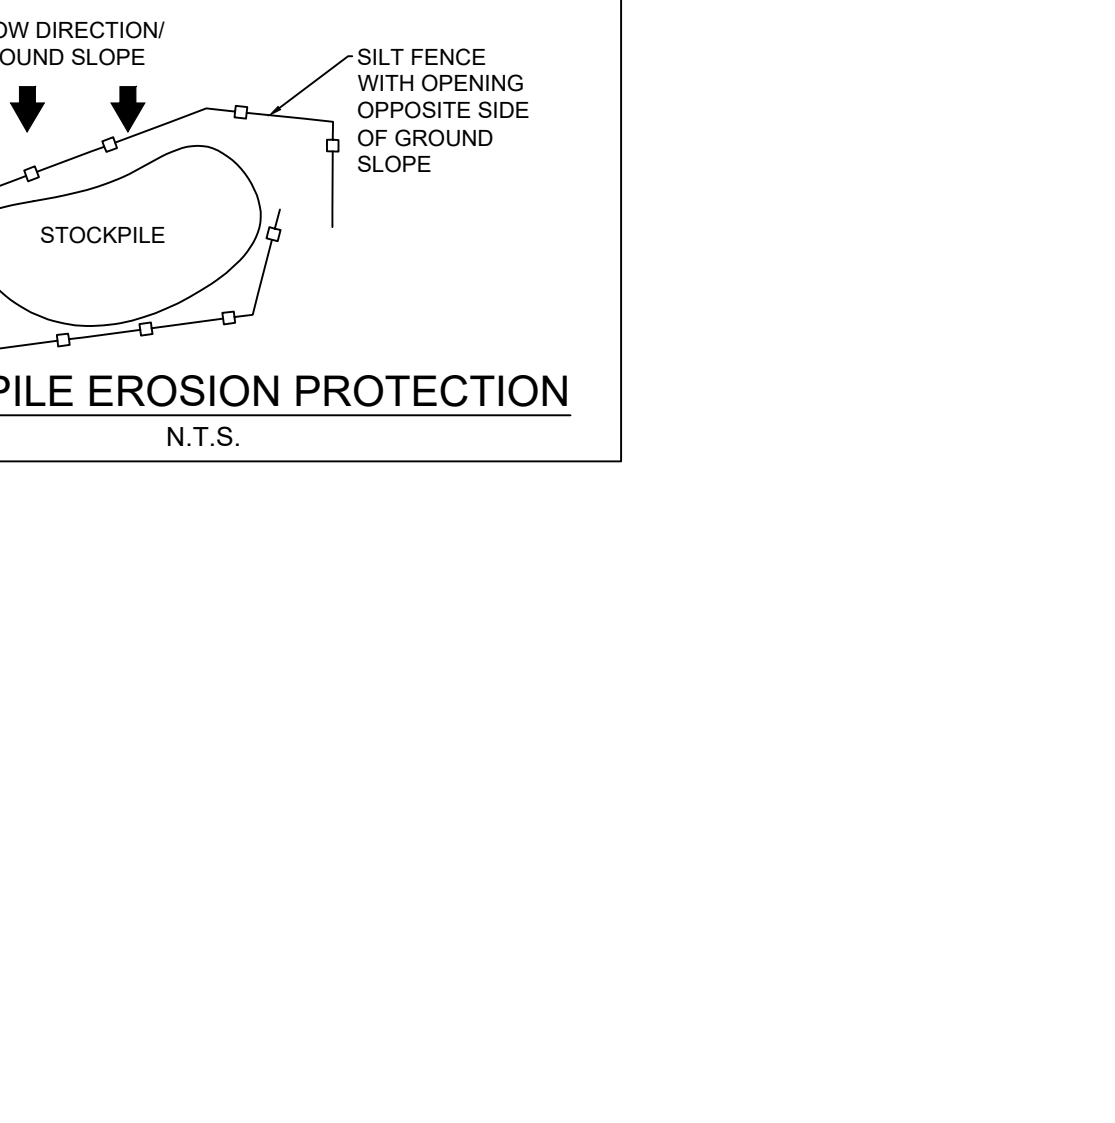 OW DIRECTION/
OUND SLOPE
SILT FENCE
WITH OPENING
OPPOSITE SIDE
OF GROUND
SLOPE
STOCKPILE
PILE EROSION PROTECTION
N.T.S.